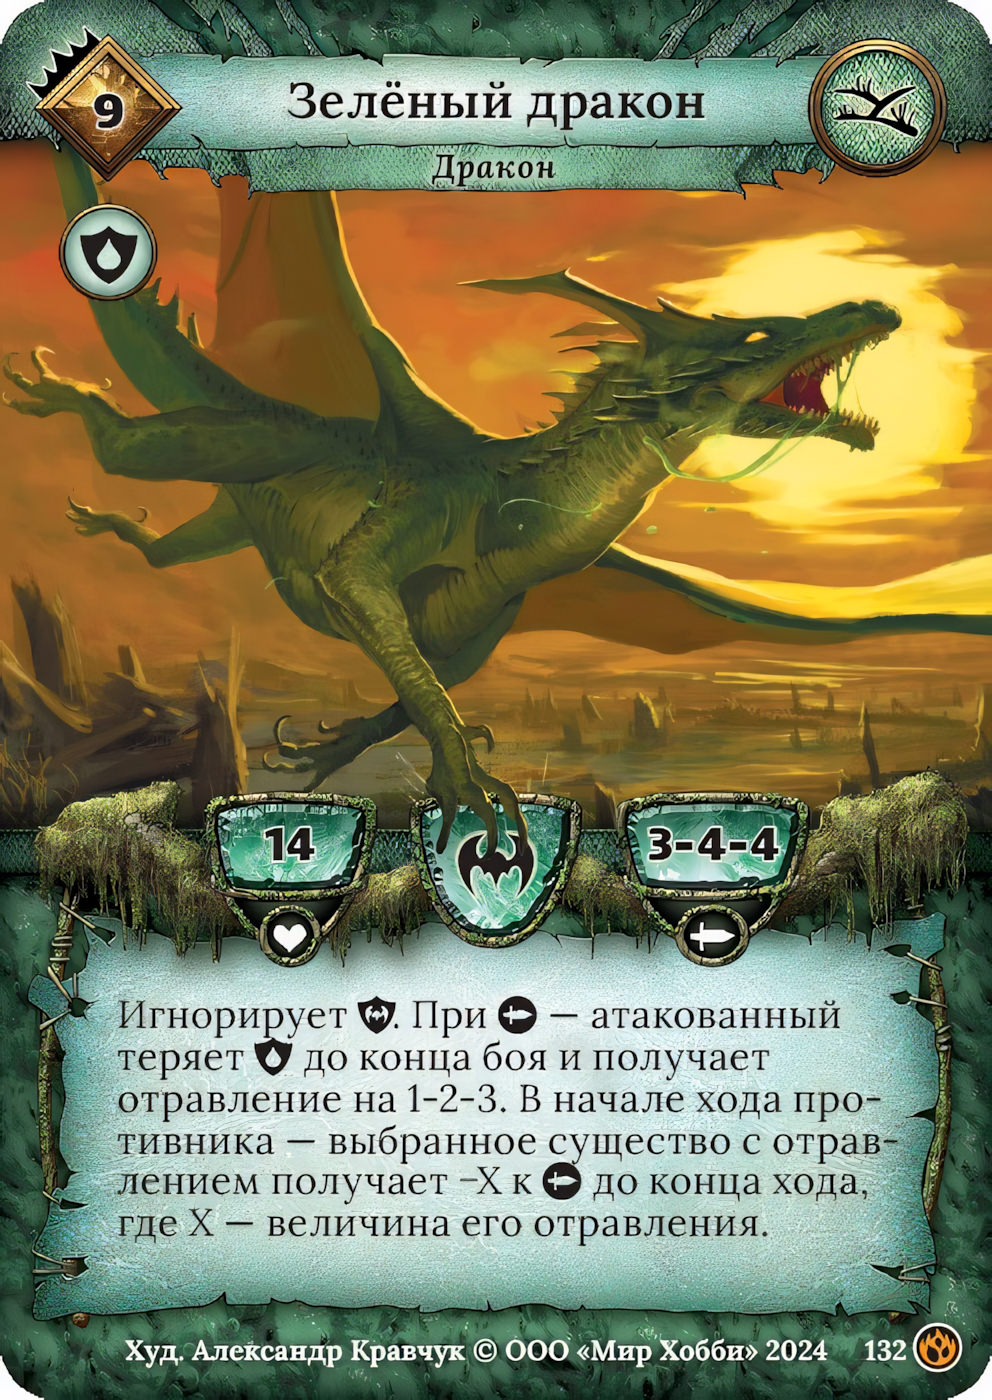 9
Зелёный дракон
Дракон
14
3-4-4
Игнорирует . При — атакованный
теряет до конца боя и получает
отравление на 1-2-3. В начале хода про-
тивника — выбранное существо с отрав-
лением получает -X к до конца хода,
где X — величина его отравления.
Худ. Александр Кравчук © ООО «Мир Хобби» 2024 132